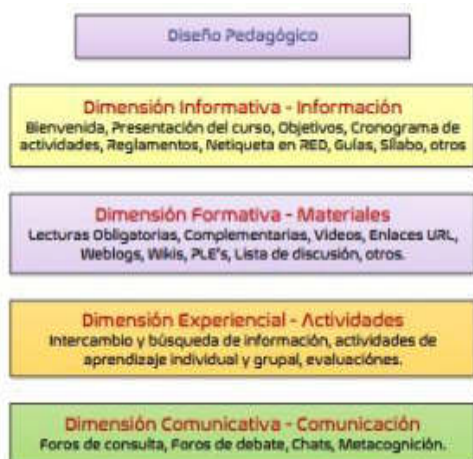 Diseño Pedagógico
Dimensión Informativa - Información
Bienvenida, Presentación del curso, Objetivos, Cronograma de
actividades, Reglamentos, Netiqueta en RED, Guías, Sílabo, otros
Dimensión Formativa - Materiales
Lecturas Obligatorias, Complementarias, Videos, Enlaces URL,
Weblogs, Wikis, PLE's, Lista de discusión, otros.
Dimensión Experiencial - Actividades
Intercambio y búsqueda de información, actividades de
aprendizaje individual y grupal, evaluaciónes.
Dimensión Comunicativa - Comunicación
Foros de consulta, Foros de debate, Chats, Metacognición.